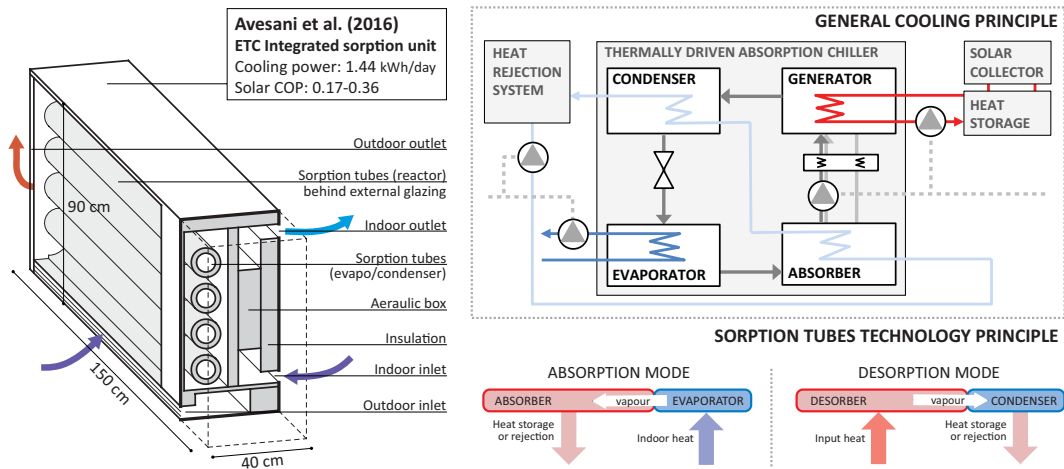 Avesani et al. (2016)
ETC Integrated sorption unit
Cooling power: 1.44 kWh/day
Solar COP: 0.17-0.36
Outdoor outlet
Sorption tubes (reactor)
behind external glazing
90 cm
Indoor outlet
Sorption tubes
(evapo/condenser)
Aeraulic box
Insulation
Indoor inlet
Outdoor inlet
150 cm
40 cm
GENERAL COOLING PRINCIPLE
HEAT
REJECTION
SYSTEM
THERMALLY DRIVEN ABSORPTION CHILLER
CONDENSER
GENERATOR
SOLAR
COLLECTOR
HEAT
STORAGE
EVAPORATOR
ABSORBER
SORPTION TUBES TECHNOLOGY PRINCIPLE
ABSORPTION MODE
ABSORBER
vapour
EVAPORATOR
Heat storage
or rejection
Indoor heat
DESORPTION MODE
DESORBER
vapour
CONDENSER
Input heat
Heat storage
or rejection